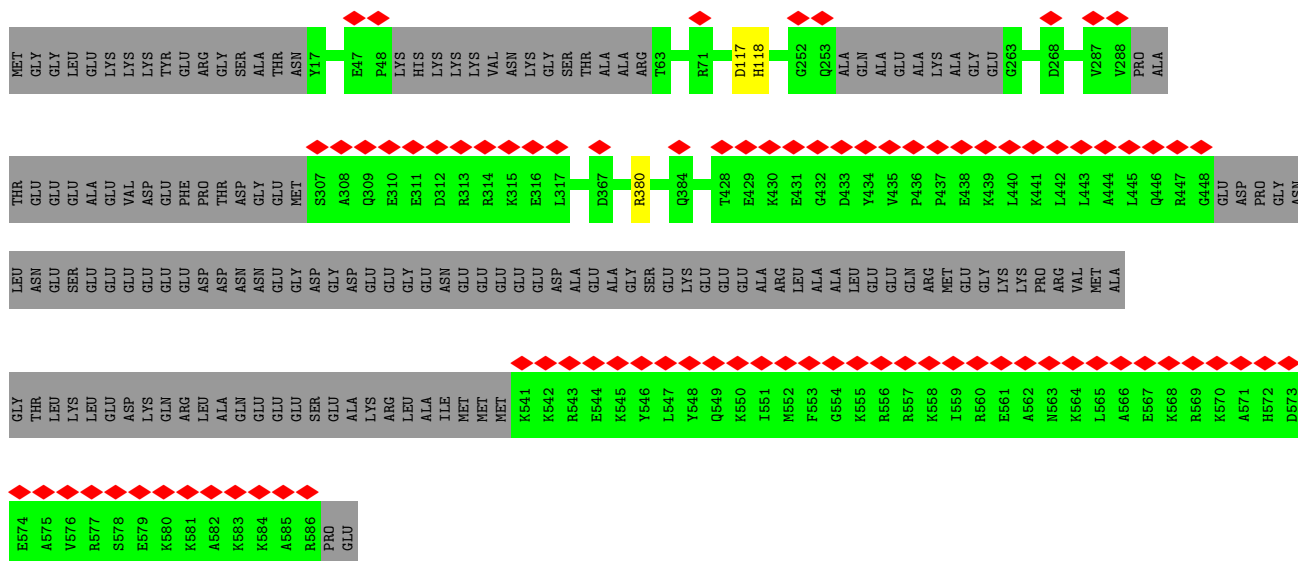 MET GLY GLY LEU GLU LYS LYS LYS TYR GLU ARG GLY SER ALA THR ASN Y17 E47 P48 LYS HIS LYS LYS LYS VAL ASN LYS GLY SER THR ALA ALA ARG T63 R71 D117 H118 G252 Q253 ALA GLN ALA GLU ALA LYS ALA GLY GLU G263 D268 V287 V288 PRO ALA
THR GLU GLU GLU ALA GLU VAL ASP GLU PHE PRO THR ASP GLY GLU MET S307 A308 Q309 E310 E311 D312 R313 R314 K315 E316 L317 D367 R380 Q384 T428 E429 K430 E431 G432 D433 Y434 V435 P436 P437 E438 K439 L440 K441 L442 L443 A444 L445 Q446 R447 G448 GLU ASP PRO GLY ASN
LEU ASN GLU SER GLU GLU GLU GLU GLU GLU GLU ASP ASP ASN ASN GLU GLY ASP GLY ASP GLU GLU GLY GLU ASN GLU GLU GLU GLU ASP ALA GLU ALA GLY SER GLU LYS GLU GLU GLU ALA ARG LEU ALA ALA LEU GLU GLU GLN ARG MET GLU GLY LYS LYS PRO ARG VAL MET ALA
GLY THR LEU LYS LEU GLU ASP LYS GLN ARG LEU ALA GLN GLU GLU GLU SER GLU ALA LYS ARG LEU ALA ILE MET MET MET K541 K542 R543 E544 K545 Y546 L547 Y548 Q549 K550 I551 M552 F553 G554 K555 R556 R557 K558 I559 R560 E561 A562 N563 K564 L565 A566 E567 K568 R569 K570 A571 H572 D573
E574 A575 V576 R577 S578 E579 K580 K581 A582 K583 K584 A585 R586 PRO GLU